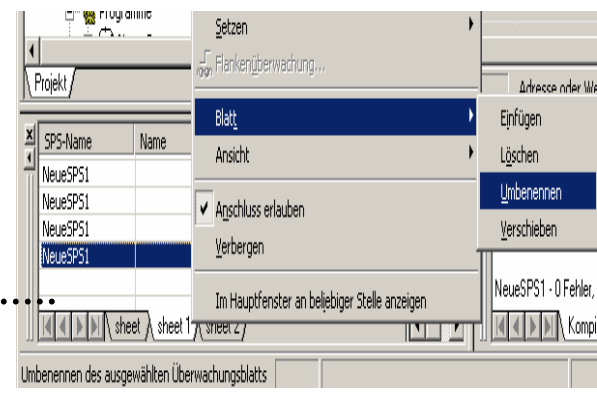 Programme
Setzen
Flankenüberwachung...
Projekt
Adresse oder We
Blatt
Einfügen
SPS-Name
Name
Ansicht
Löschen
NeueSPS1
NeueSPS1
Anschluss erlauben
Umbenennen
NeueSPS1
Verbergen
Verschieben
NeueSPS1
Im Hauptfenster an beliebiger Stelle anzeigen
NeueSPS1 - 0 Fehler,
sheet
sheet 1
sheet 2
Kompi
Umbenennen des ausgewählten Überwachungsblatts